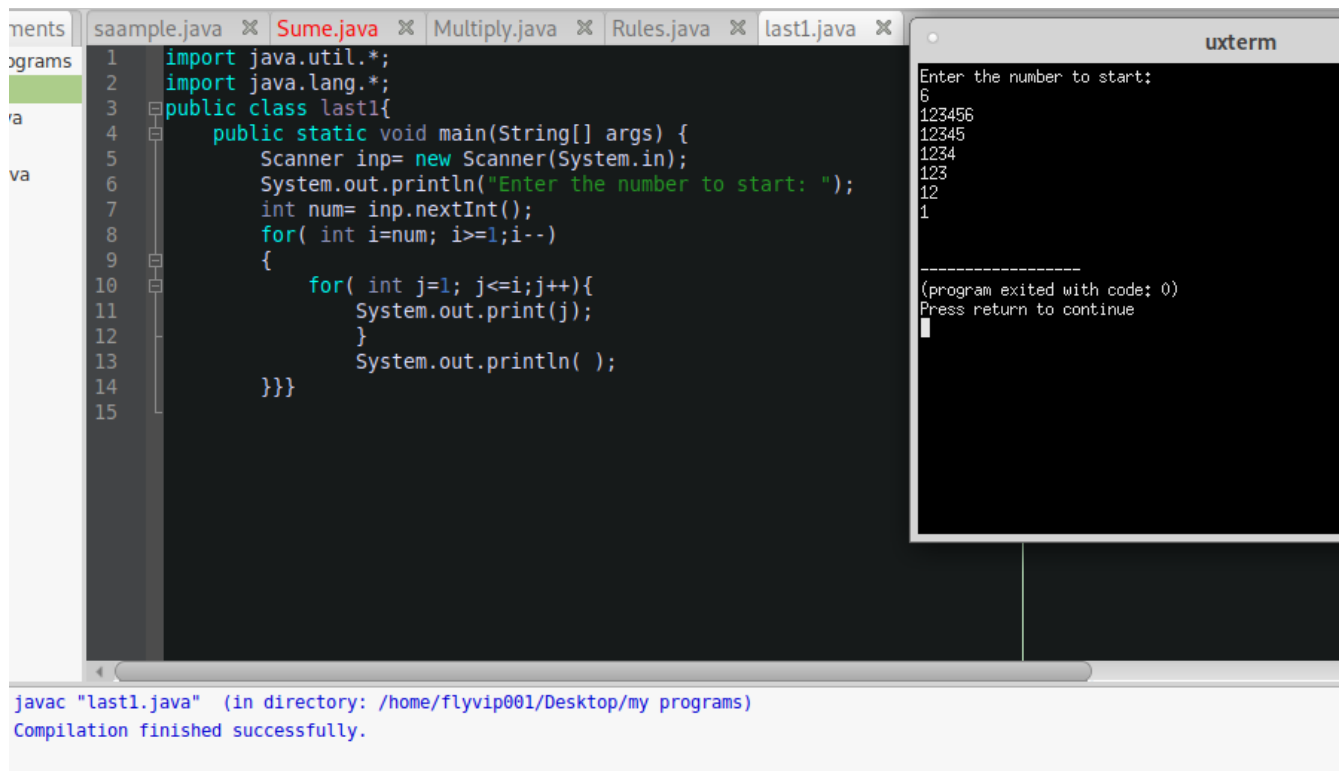 saample.java Sume.java Multiply.java Rules.java last1.java
1 import java.util.*;
2 import java.lang.*;
3 public class last1{
4 public static void main(String[] args) {
5 Scanner inp= new Scanner(System.in);
6 System.out.println("Enter the number to start: ");
7 int num= inp.nextInt();
8 for( int i=num; i>=1;i--)
9 {
10 for( int j=1; j<=i;j++){
11 System.out.print(j);
12 }
13 System.out.println( );
14 }}}
15
uxterm
Enter the number to start:
6
123456
12345
1234
123
12
1
------------------
(program exited with code: 0)
Press return to continue
javac "last1.java" (in directory: /home/flyvip001/Desktop/my programs)
Compilation finished successfully.